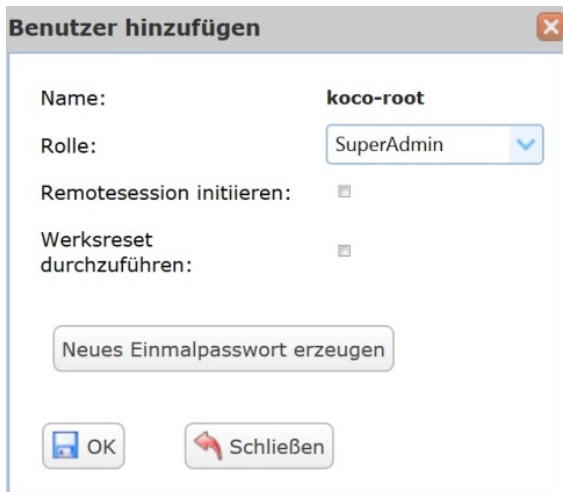 Benutzer hinzufügen
Name: koco-root
Rolle: SuperAdmin
Remotesession initiieren:
Werksreset
durchzuführen:
Neues Einmalpasswort erzeugen
OK Schließen